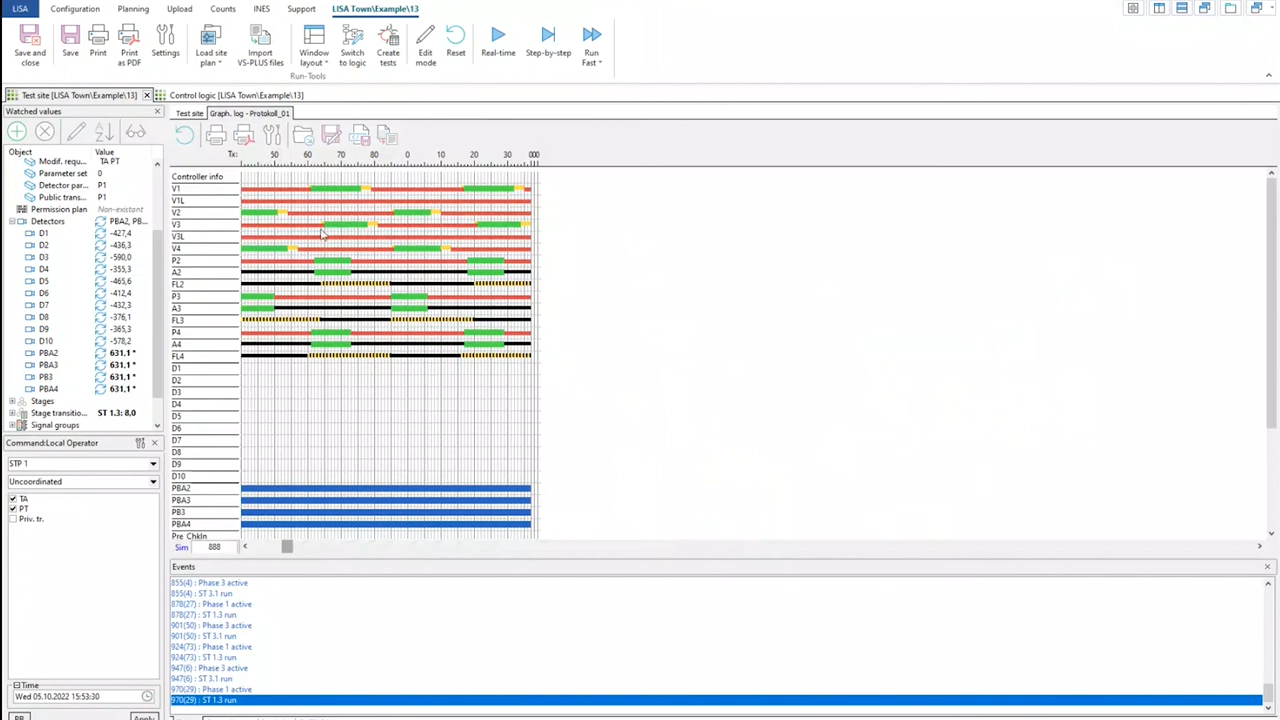 LISA Configuration Planning Upload Counts INES Support LISA Town\Example\13
Save and close Save Print Print as PDF Settings Load site plan Import VS-PLUS files Window layout Switch to logic Create tests Edit mode Reset Real-time Step-by-step Run Fast
Run-Tools
Test site [LISA Town\Example\13] Control logic [LISA Town\Example\13]
Watched values
Test site Graph. log - Protokoll_01
Object Value
Modif. requ... TA PT
Parameter set 0
Detector par... P1
Public trans... P1
Permission plan Non-existant
Detectors PBA2, PB...
D1 -427,4
D2 -436,3
D3 -590,0
D4 -355,3
D5 -465,6
D6 -412,4
D7 -432,3
D8 -376,1
D9 -365,3
D10 -578,2
PBA2 631,1 *
PBA3 631,1 *
PB3 631,1 *
PBA4 631,1 *
Stages
Stage transitio... ST 1.3: 8,0
Signal groups
Command:Local Operator
STP 1
Uncoordinated
TA
PT
Priv. tr.
Time
Wed 05.10.2022 15:53:30
PB Apply
Tx: 50 60 70 80 0 10 20 30
Controller info
V1
V1L
V2
V3
V3L
V4
P2
A2
FL2
P3
A3
FL3
P4
A4
FL4
D1
D2
D3
D4
D5
D6
D7
D8
D9
D10
PBA2
PBA3
PB3
PBA4
Pre ChkIn
Sim 888
Events
855(4) : Phase 3 active
855(4) : ST 3.1 run
878(27) : Phase 1 active
878(27) : ST 1.3 run
901(50) : Phase 3 active
901(50) : ST 3.1 run
924(73) : Phase 1 active
924(73) : ST 1.3 run
947(6) : Phase 3 active
947(6) : ST 3.1 run
970(29) : Phase 1 active
970(29) : ST 1.3 run